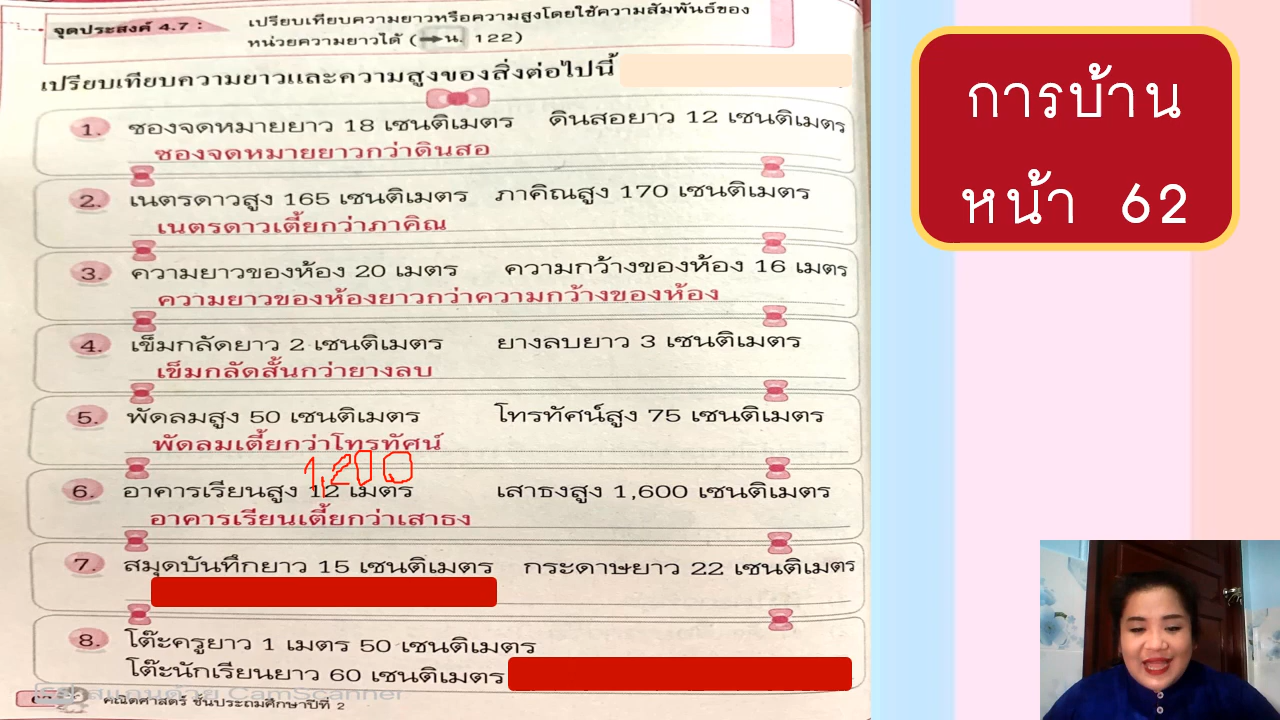 จุดประสงค์ 4.7 : เปรียบเทียบความยาวหรือความสูงโดยใช้ความสัมพันธ์ของ
หน่วยความยาวได้ (➡น. 122)
เปรียบเทียบความยาวและความสูงของสิ่งต่อไปนี้
1. ซองจดหมายยาว 18 เซนติเมตร ดินสอยาว 12 เซนติเมตร
ซองจดหมายยาวกว่าดินสอ
2. เนตรดาวสูง 165 เซนติเมตร ภาคิณสูง 170 เซนติเมตร
เนตรดาวเตี้ยกว่าภาคิณ
3. ความยาวของห้อง 20 เมตร ความกว้างของห้อง 16 เมตร
ความยาวของห้องยาวกว่าความกว้างของห้อง
4. เข็มกลัดยาว 2 เซนติเมตร ยางลบยาว 3 เซนติเมตร
เข็มกลัดสั้นกว่ายางลบ
5. พัดลมสูง 50 เซนติเมตร โทรทัศน์สูง 75 เซนติเมตร
พัดลมเตี้ยกว่าโทรทัศน์
1,200
6. อาคารเรียนสูง 12 เมตร เสาธงสูง 1,600 เซนติเมตร
อาคารเรียนเตี้ยกว่าเสาธง
7. สมุดบันทึกยาว 15 เซนติเมตร กระดาษยาว 22 เซนติเมตร
8. โต๊ะครูยาว 1 เมตร 50 เซนติเมตร
โต๊ะนักเรียนยาว 60 เซนติเมตร
สแกนด้วย CamScanner
คณิตศาสตร์ ชั้นประถมศึกษาปีที่ 2
การบ้าน
หน้า 62